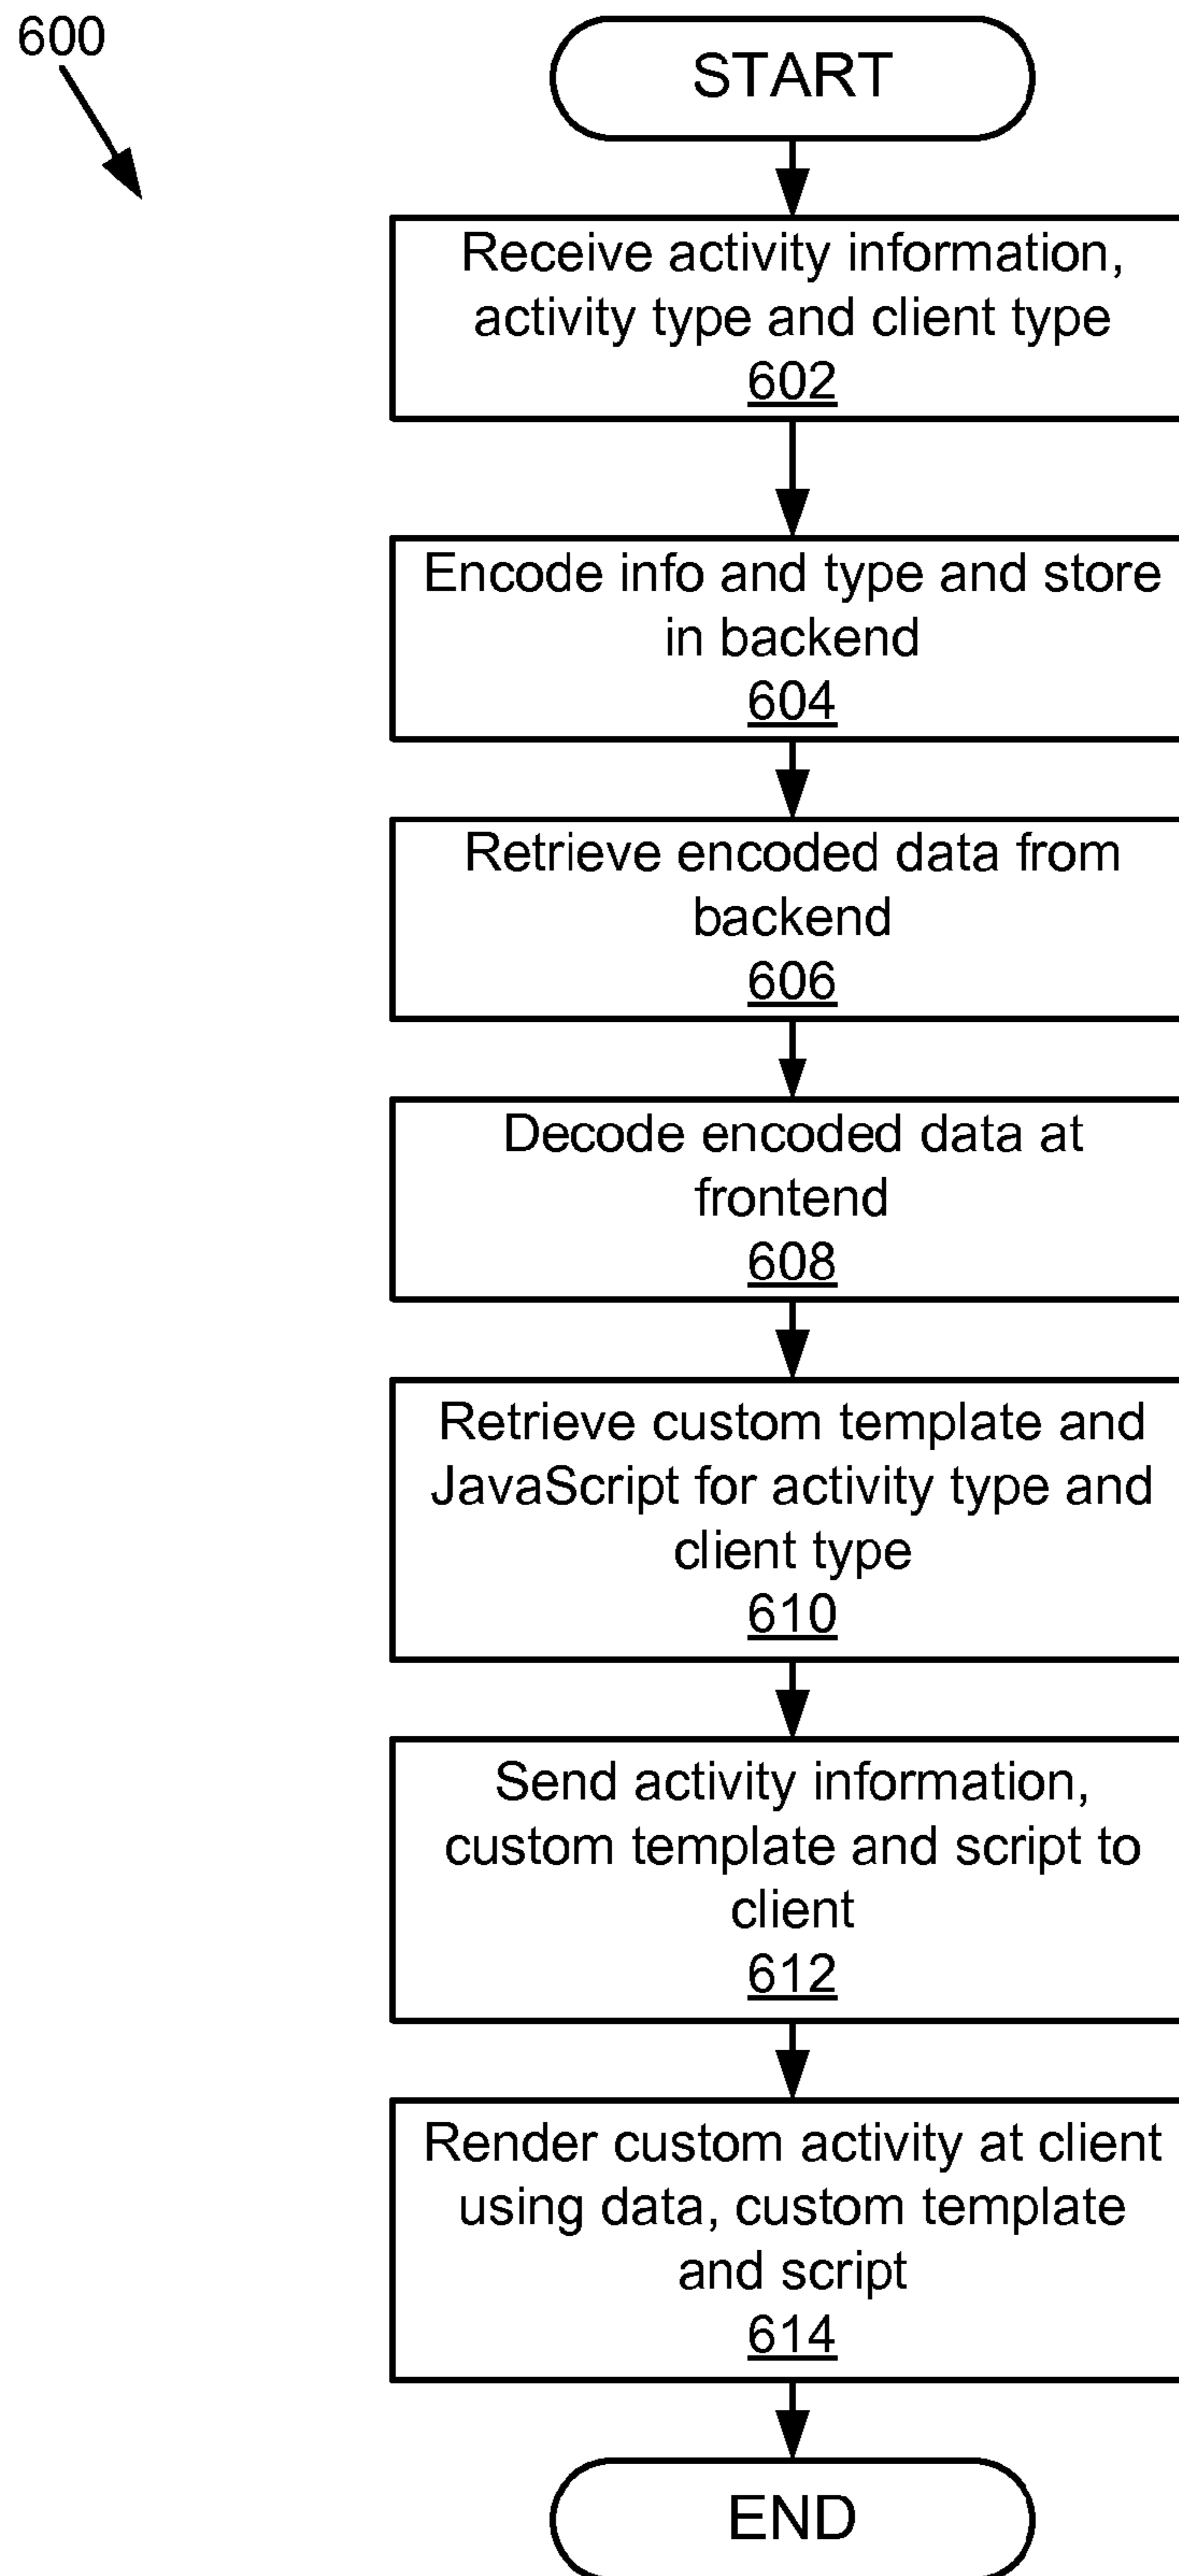 600
START
Receive activity information,
activity type and client type
602
Encode info and type and store
in backend
604
Retrieve encoded data from
backend
606
Decode encoded data at
frontend
608
Retrieve custom template and
JavaScript for activity type and
client type
610
Send activity information,
custom template and script to
client
612
Render custom activity at client
using data, custom template
and script
614
END